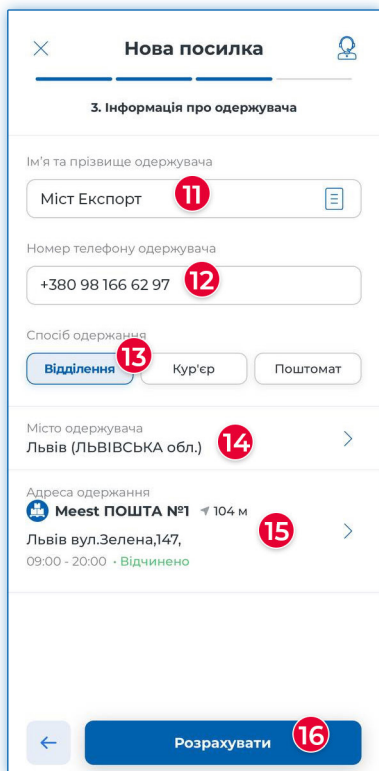 Нова посилка
3. Інформація про одержувача
Ім'я та прізвище одержувача
Міст Експорт 11
Номер телефону одержувача
+380 98 166 62 97 12
Спосіб одержання
13
Відділення Кур'єр Поштомат
Місто одержувача
Львів (ЛЬВІВСЬКА обл.) 14
Адреса одержання
Meest ПОШТА №1 104 м
15
Львів вул.Зелена,147,
09:00 - 20:00 • Відчинено
Розрахувати 16